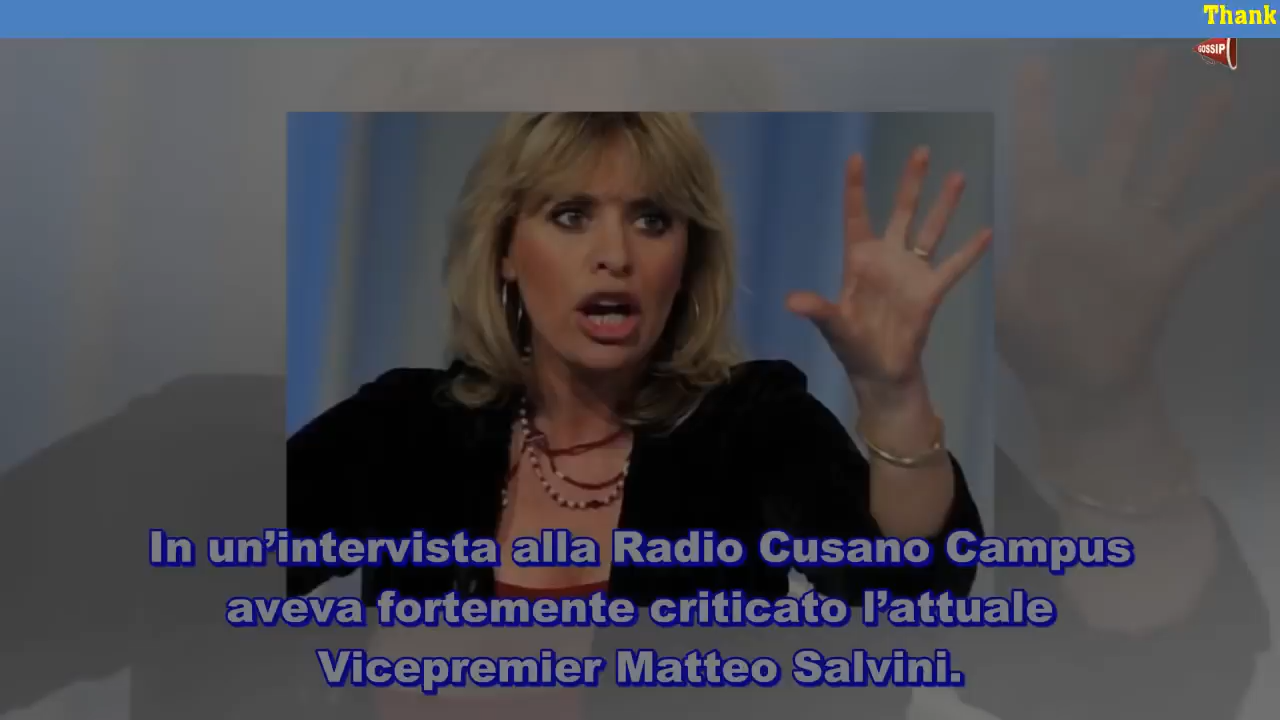 Thank
GOSSIP
In un’intervista alla Radio Cusano Campus
aveva fortemente criticato l’attuale
Vicepremier Matteo Salvini.